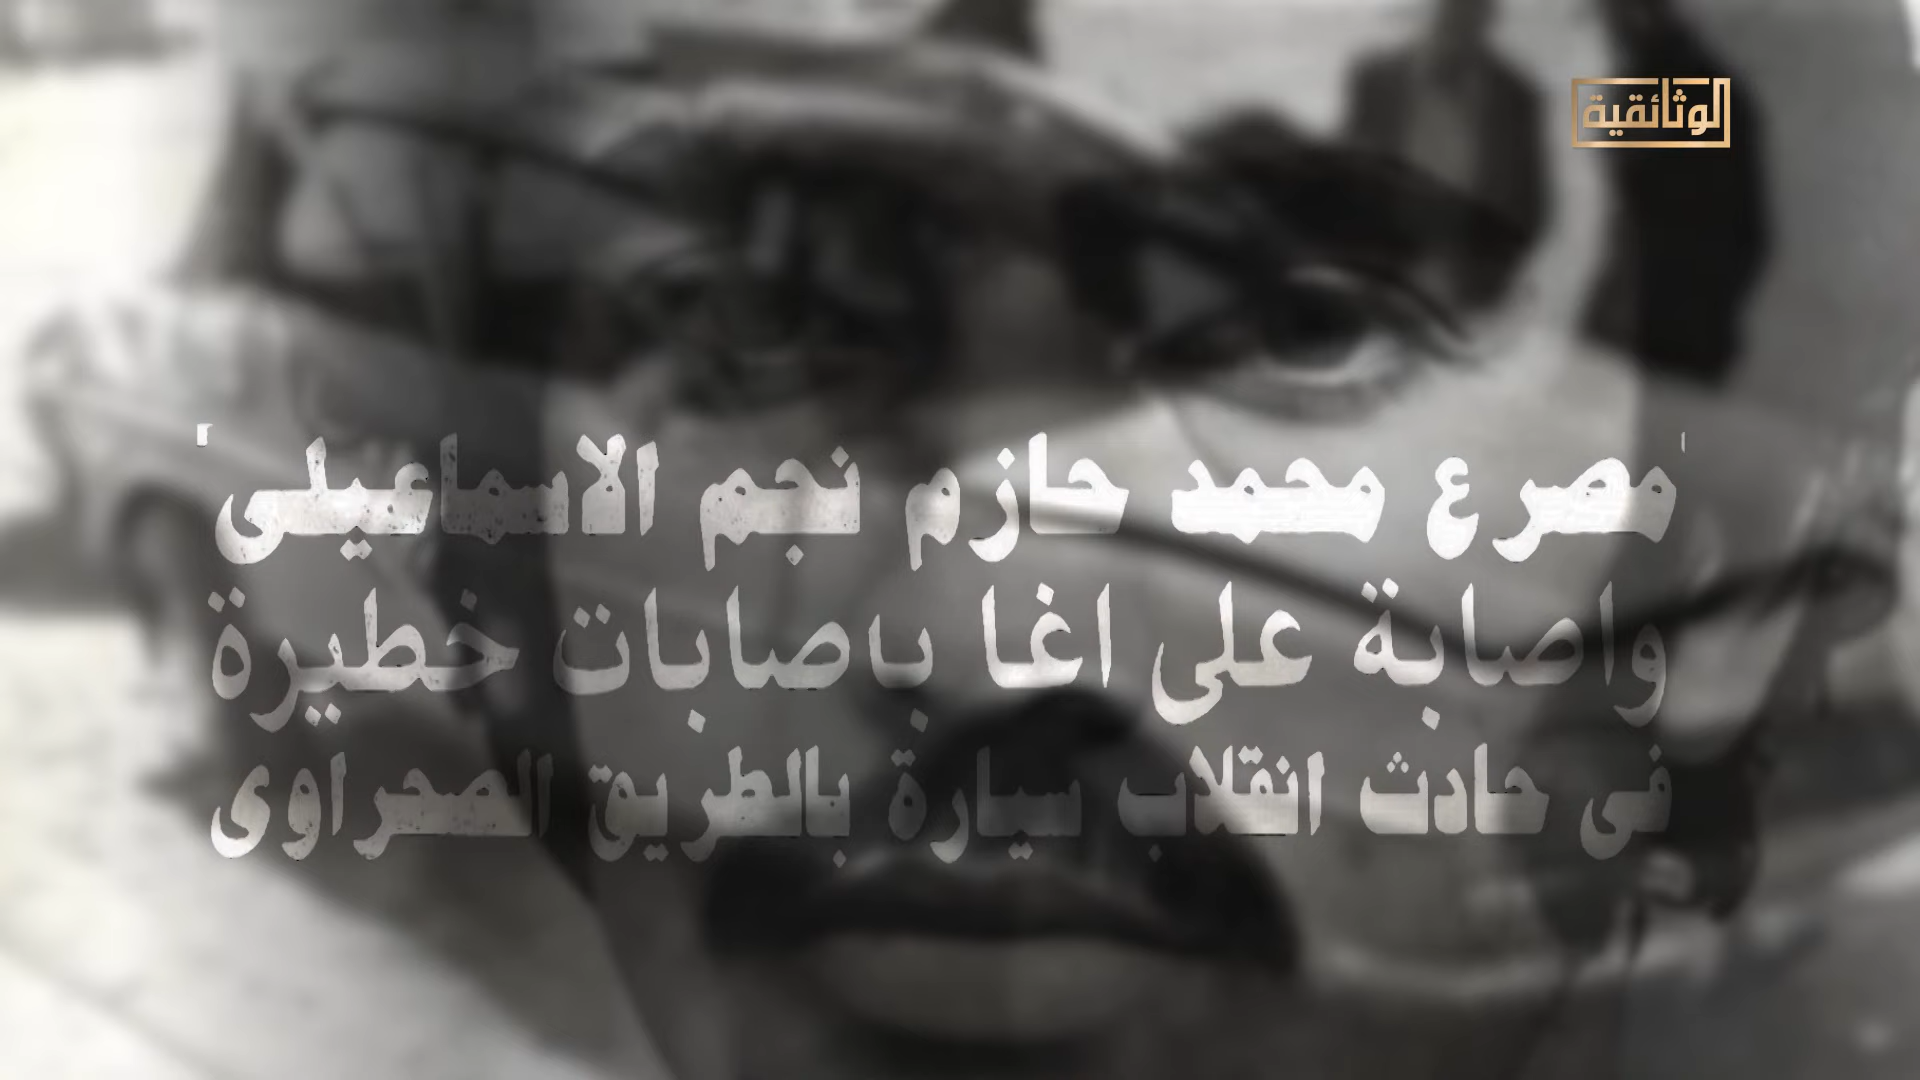 الوثائقية
مصرع محمد حازم نجم الاسماعيلى
واصابة على اغا باصابات خطيرة
فى حادث انقلاب سيارة بالطريق الصحراوى